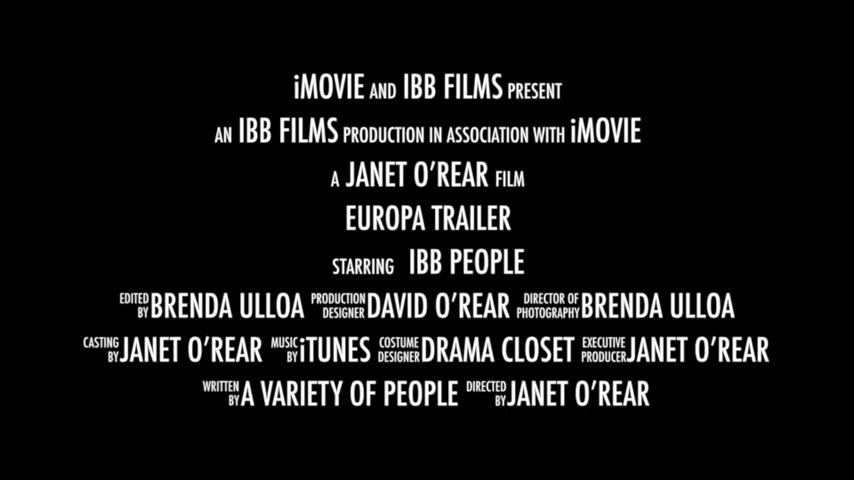 iMOVIE AND IBB FILMS PRESENT
AN IBB FILMS PRODUCTION IN ASSOCIATION WITH iMOVIE
A JANET O'REAR FILM
EUROPA TRAILER
STARRING IBB PEOPLE
EDITED BY BRENDA ULLOA PRODUCTION DESIGNER DAVID O'REAR DIRECTOR OF PHOTOGRAPHY BRENDA ULLOA
CASTING BY JANET O'REAR MUSIC BY iTUNES COSTUME DESIGNER DRAMA CLOSET EXECUTIVE PRODUCER JANET O'REAR
WRITTEN BY A VARIETY OF PEOPLE DIRECTED BY JANET O'REAR